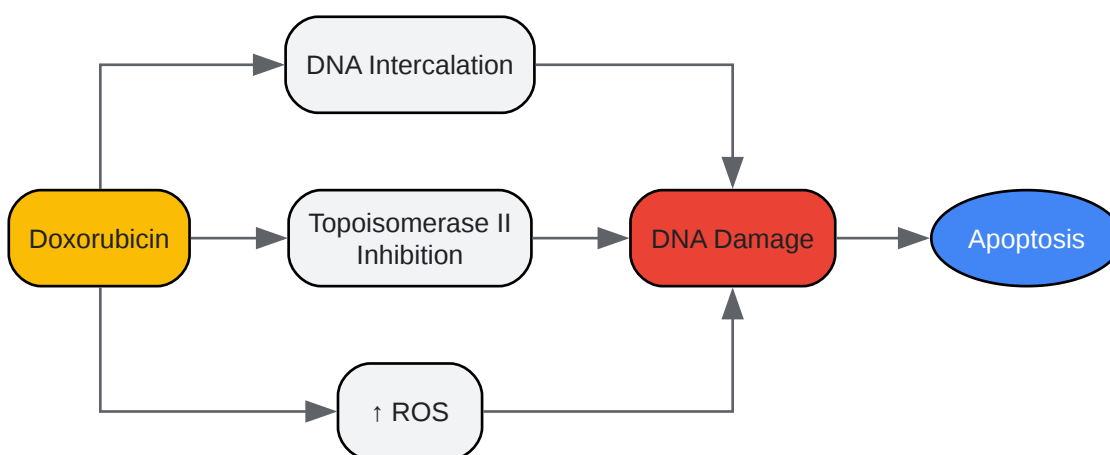 DNA Intercalation
Doxorubicin
Topoisomerase II
Inhibition
DNA Damage
Apoptosis
↑ ROS